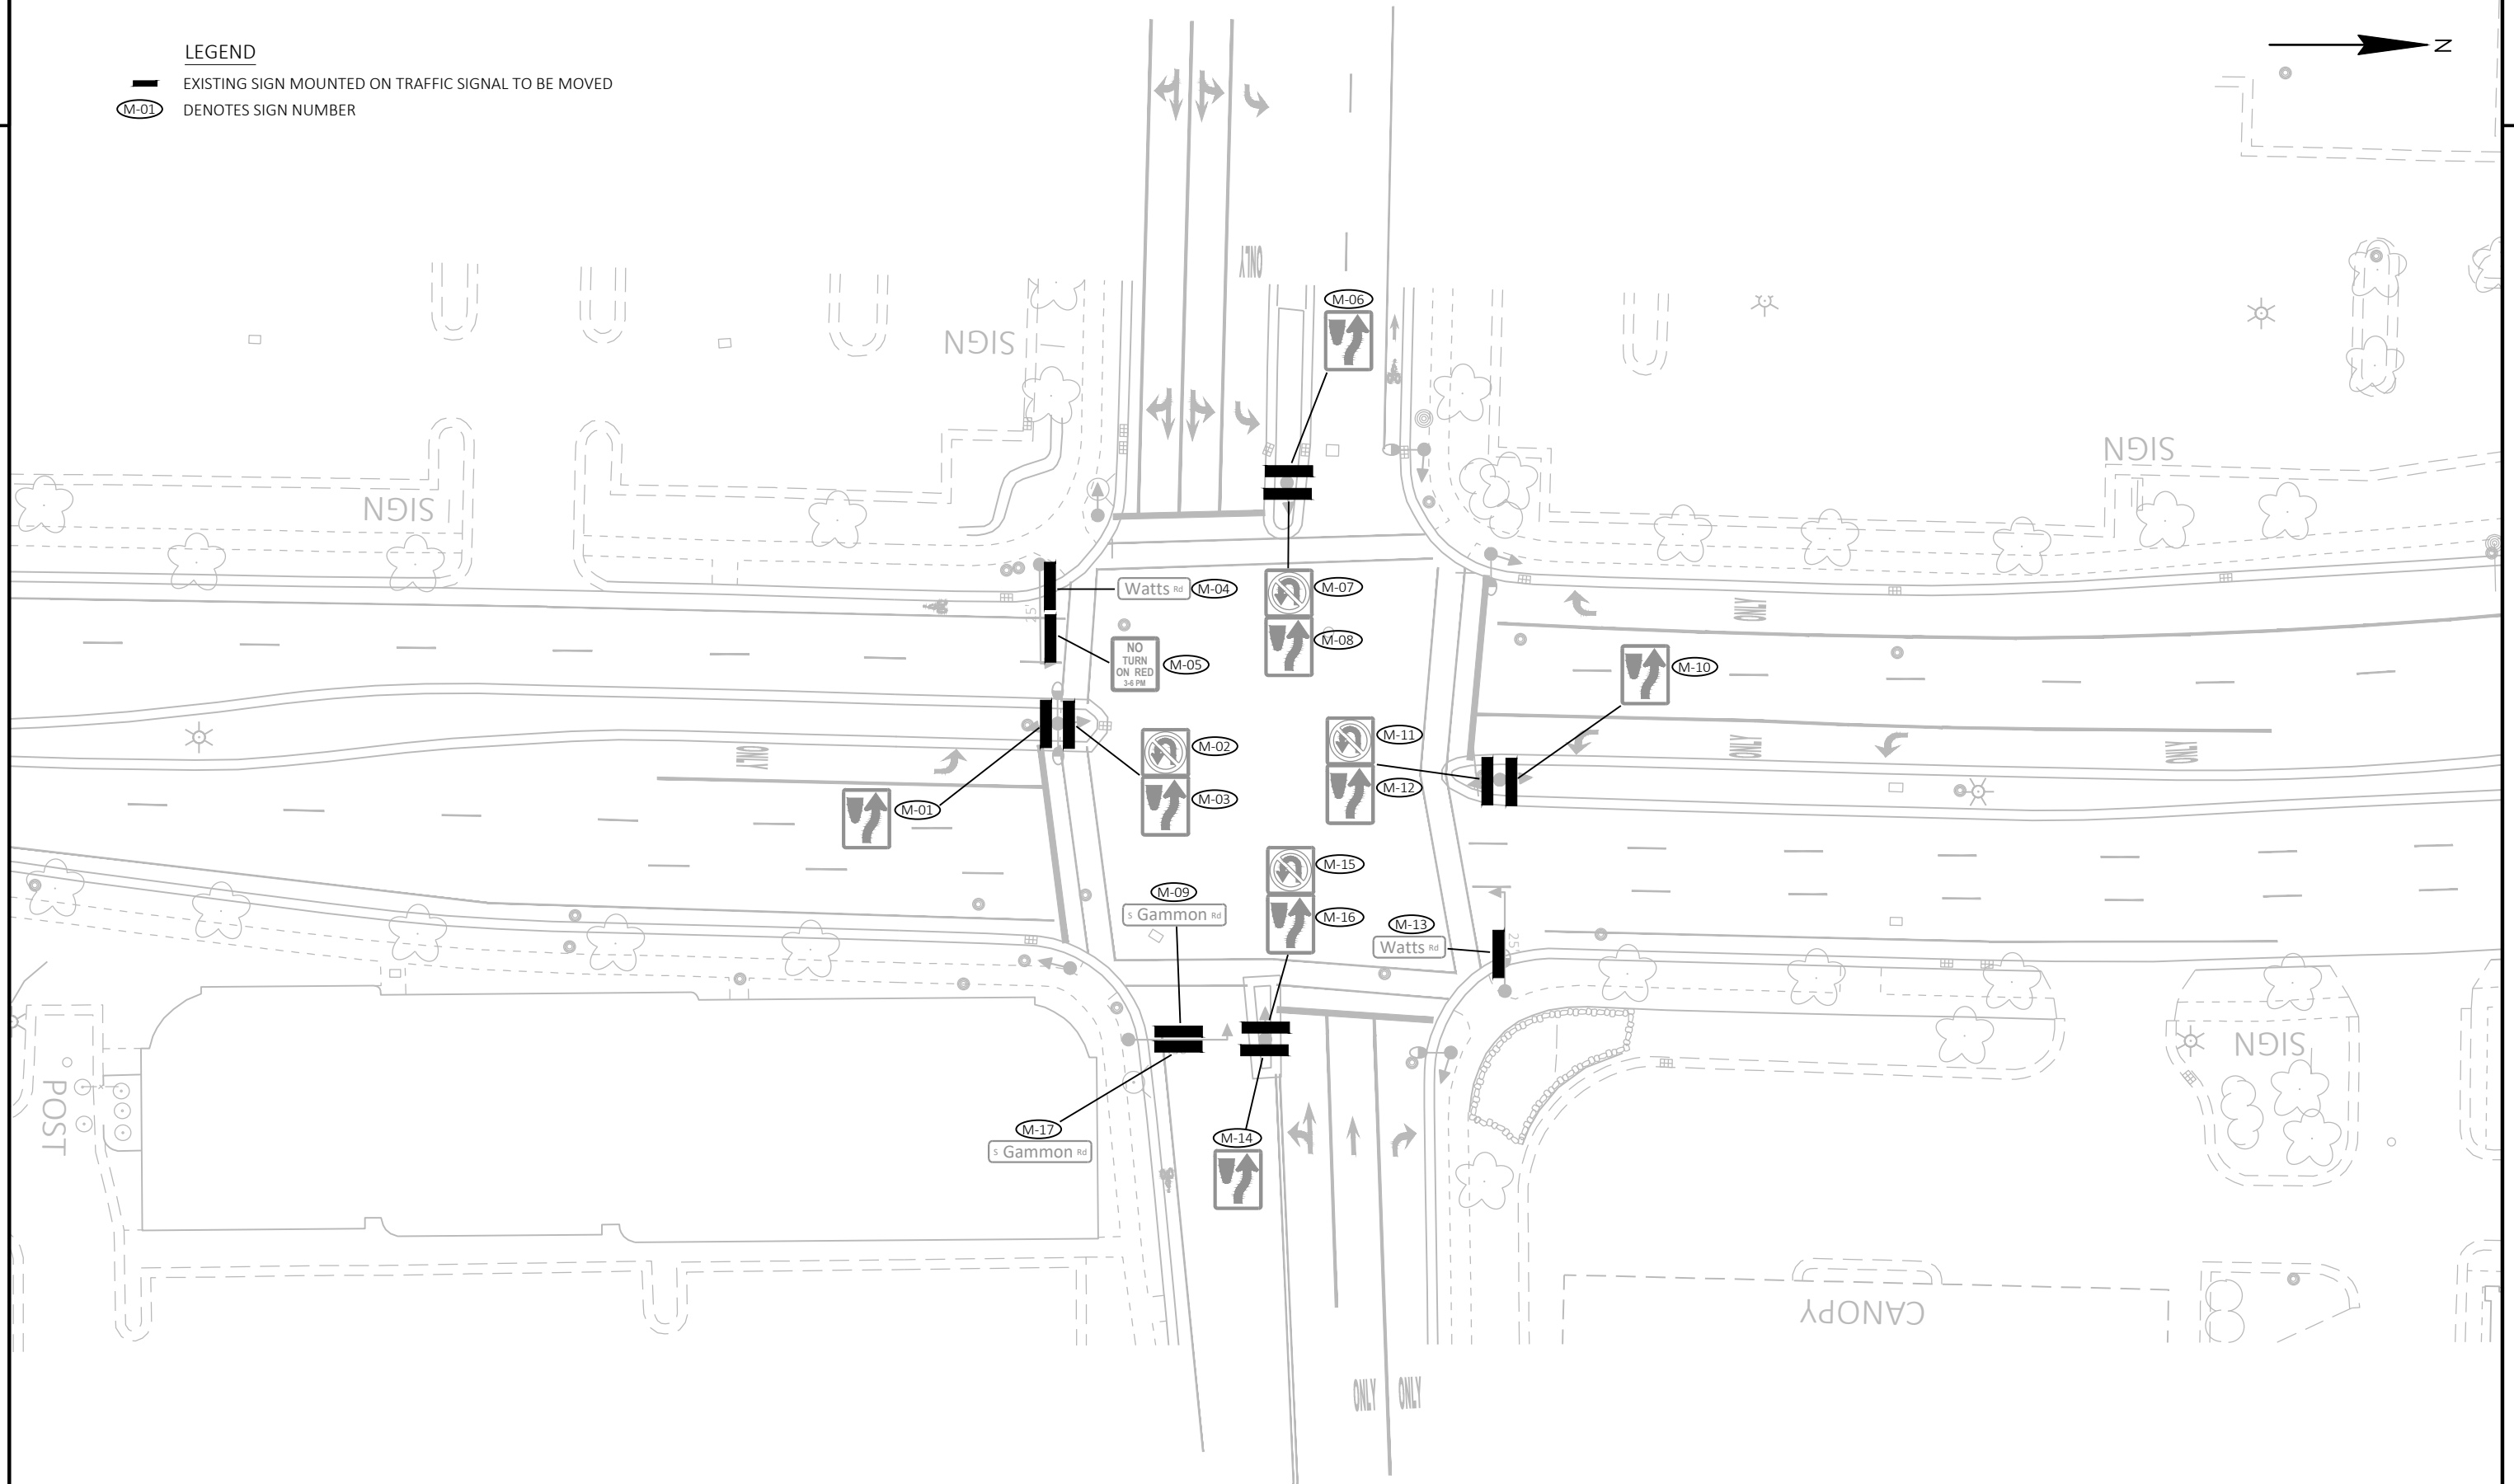 LEGEND
EXISTING SIGN MOUNTED ON TRAFFIC SIGNAL TO BE MOVED
M-01 DENOTES SIGN NUMBER
N
ONLY
M-06
SIGN
SIGN
SIGN
Watts Rd M-04
M-07
ONLY
25'
M-08
NO
TURN
ON RED
3-6 PM
M-05
M-10
M-02
M-11
ONLY
ONLY
ONLY
M-12
M-03
M-01
M-15
M-09
S Gammon Rd
M-16
M-13
Watts Rd
25'
SIGN
POST
M-17
S Gammon Rd
M-14
CANOPY
ONLY ONLY